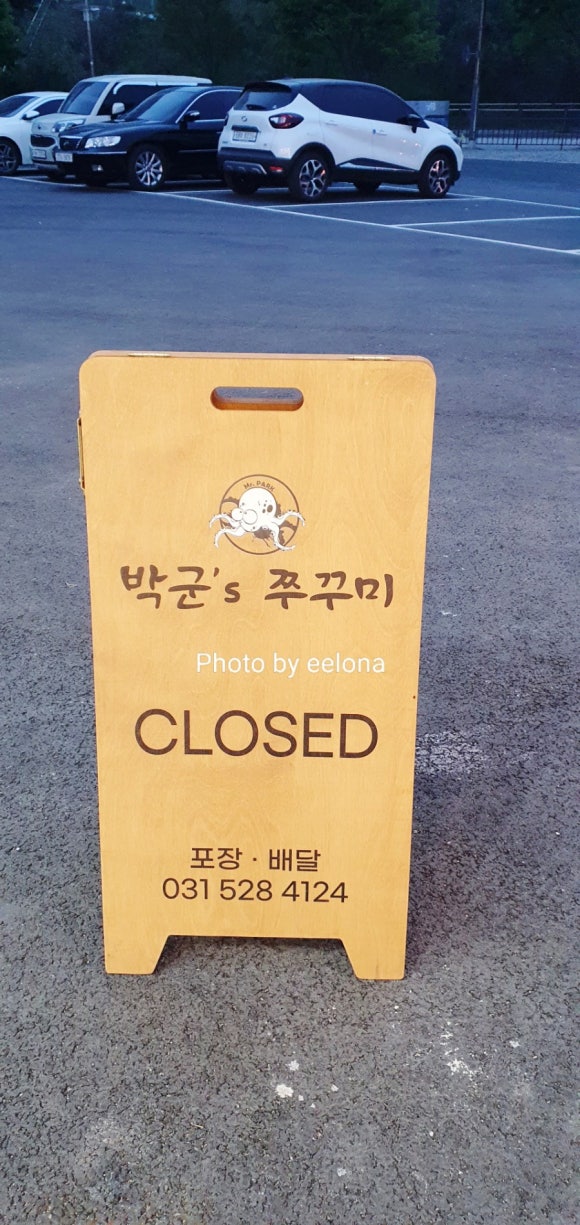 Mr. PARK
박군's 쭈꾸미
Photo by eelona
CLOSED
포장 · 배달
031 528 4124